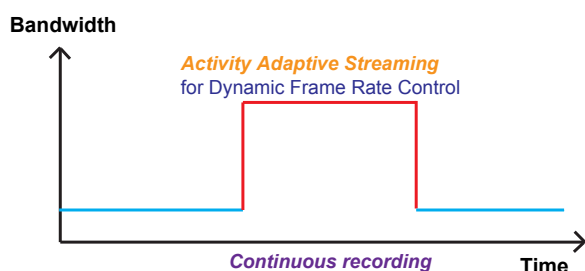 Bandwidth
Activity Adaptive Streaming
for Dynamic Frame Rate Control
Continuous recording
Time